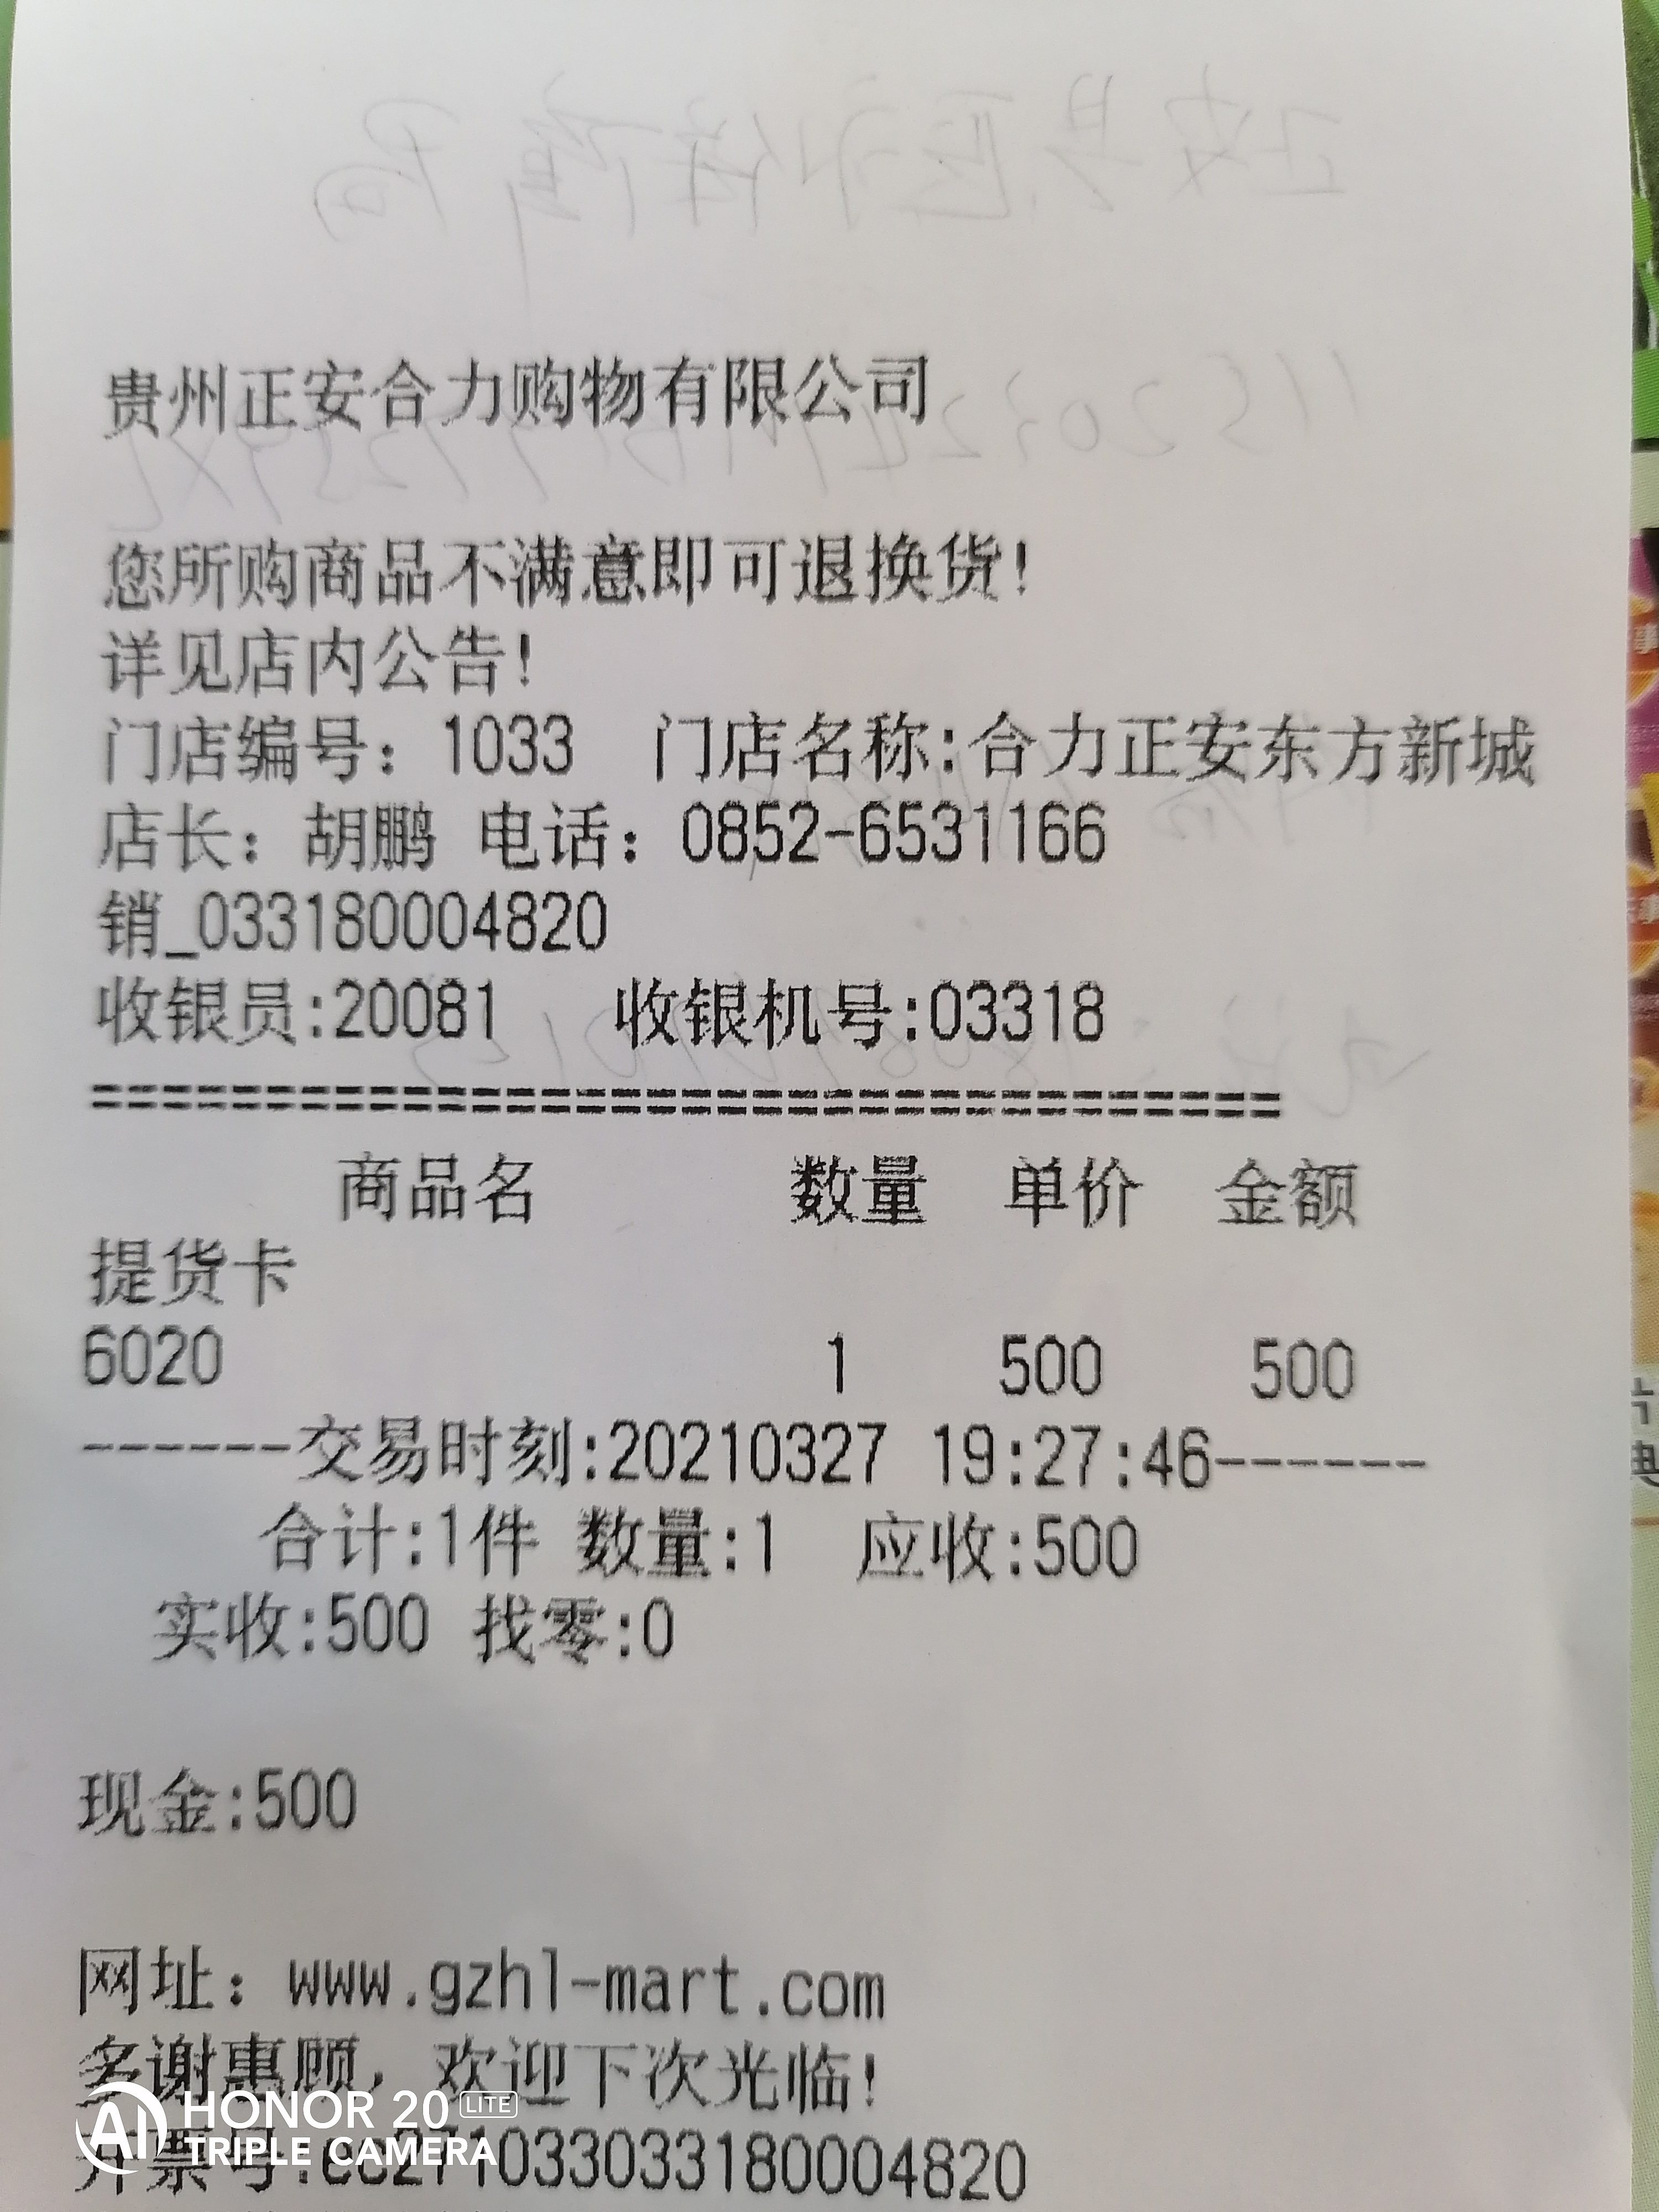 贵州正安合力购物有限公司
您所购商品不满意即可退换货!
详见店内公告!
门店编号: 1033 门店名称:合力正安东方新城
店长: 胡鹏 电话: 0852-6531166
销_033180004820
收银员:20081 收银机号:03318
==================================
商品名 数量 单价 金额
提货卡
6020 1 500 500
------交易时刻:20210327 19:27:46------
合计:1件 数量:1 应收:500
实收:500 找零:0
现金:500
网址: www.gzhl-mart.com
多谢惠顾, 欢迎下次光临!
开票号:
HONOR 20 LITE
TRIPLE CAMERA